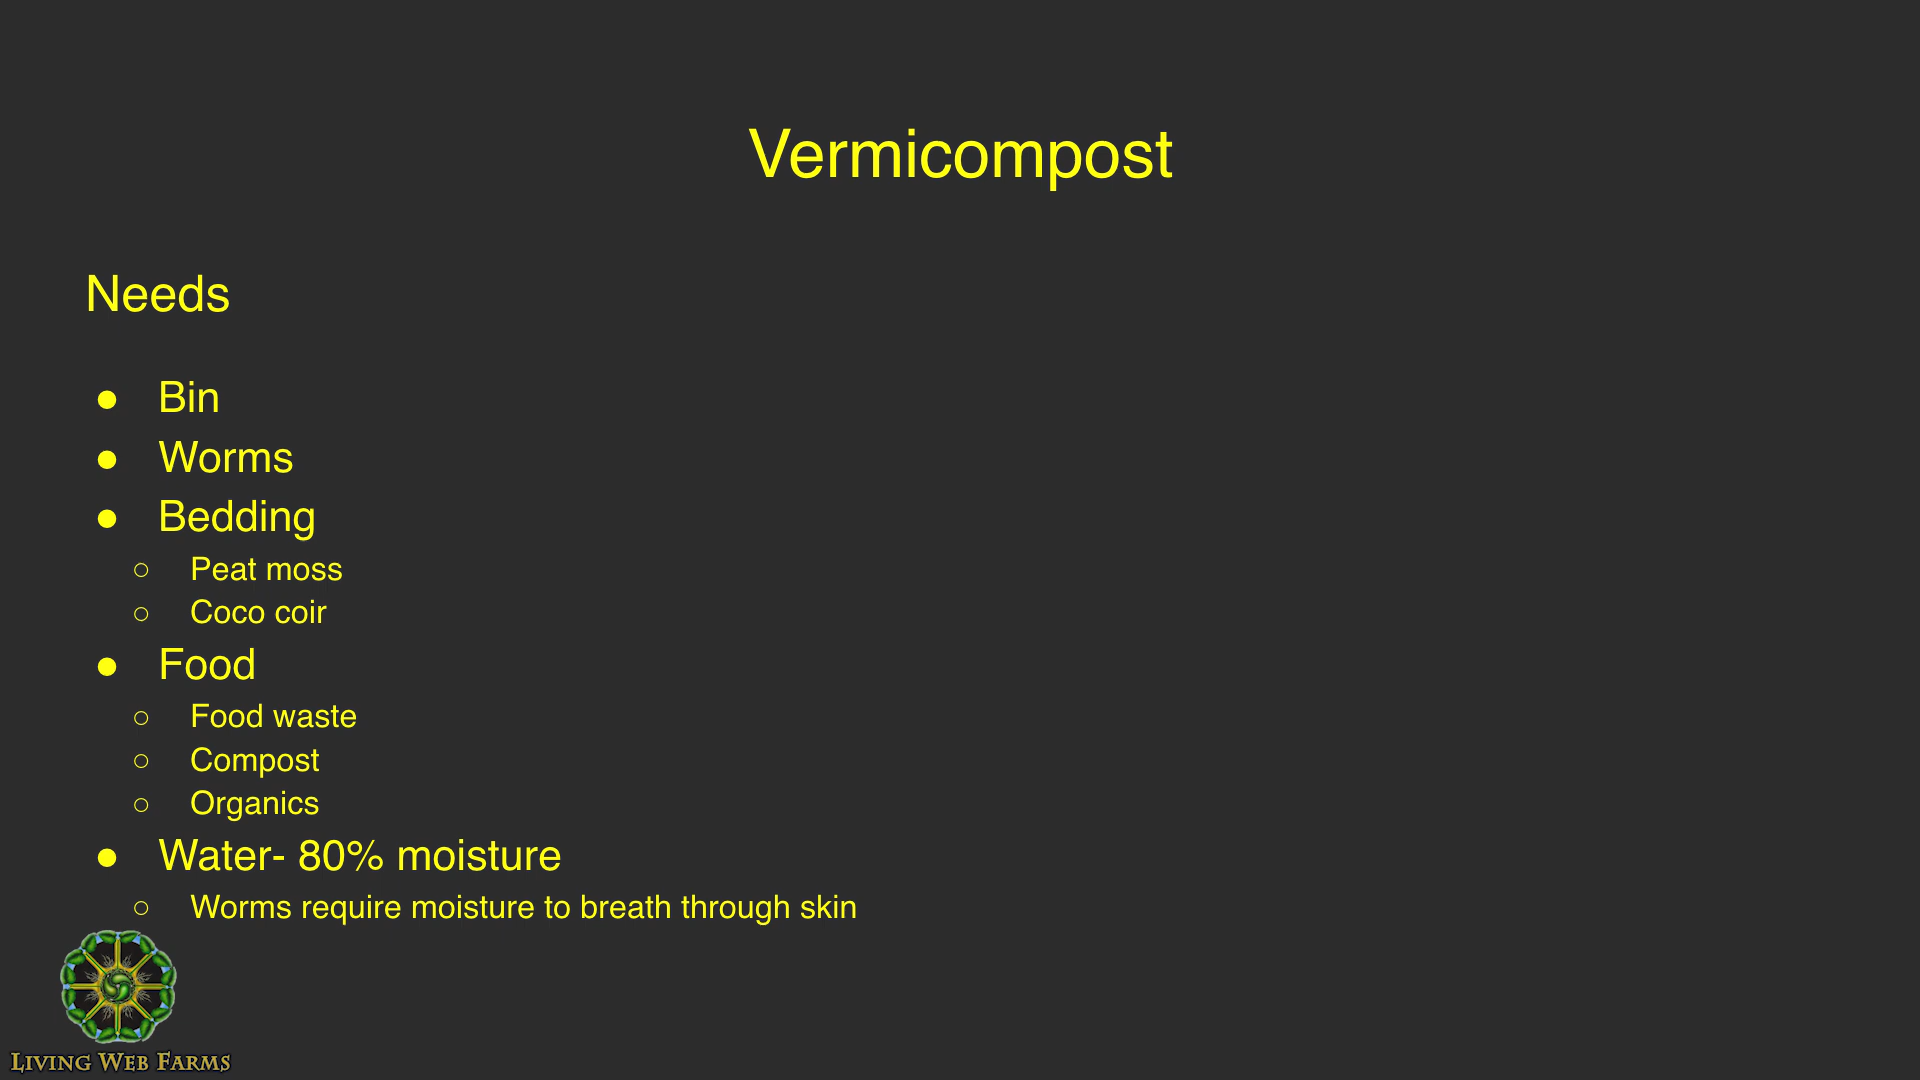 Vermicompost
Needs
● Bin
● Worms
● Bedding
○ Peat moss
○ Coco coir
● Food
○ Food waste
○ Compost
○ Organics
● Water- 80% moisture
○ Worms require moisture to breath through skin
LIVING WEB FARMS